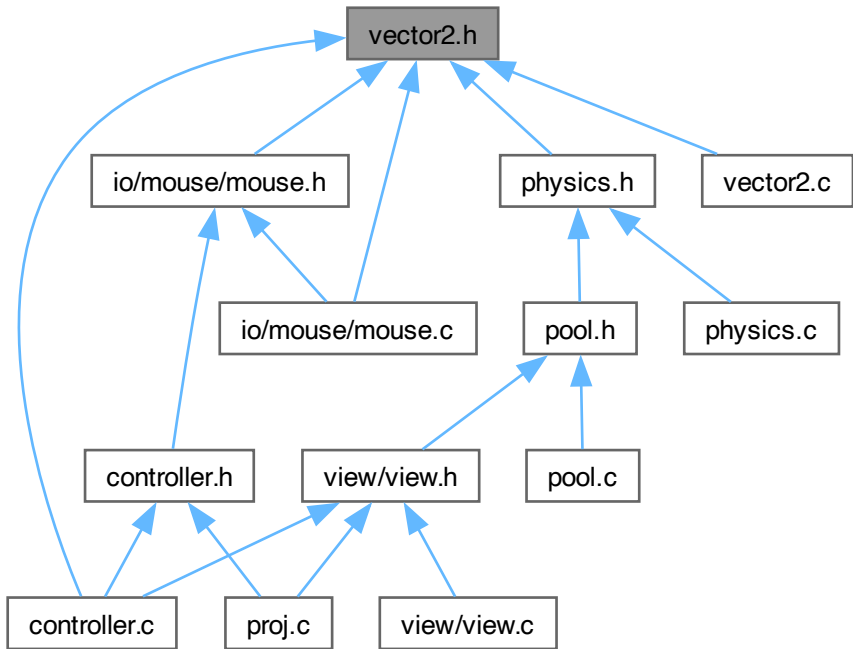 vector2.h
io/mouse/mouse.h
physics.h
vector2.c
io/mouse/mouse.c
pool.h
physics.c
controller.h
view/view.h
pool.c
controller.c
proj.c
view/view.c